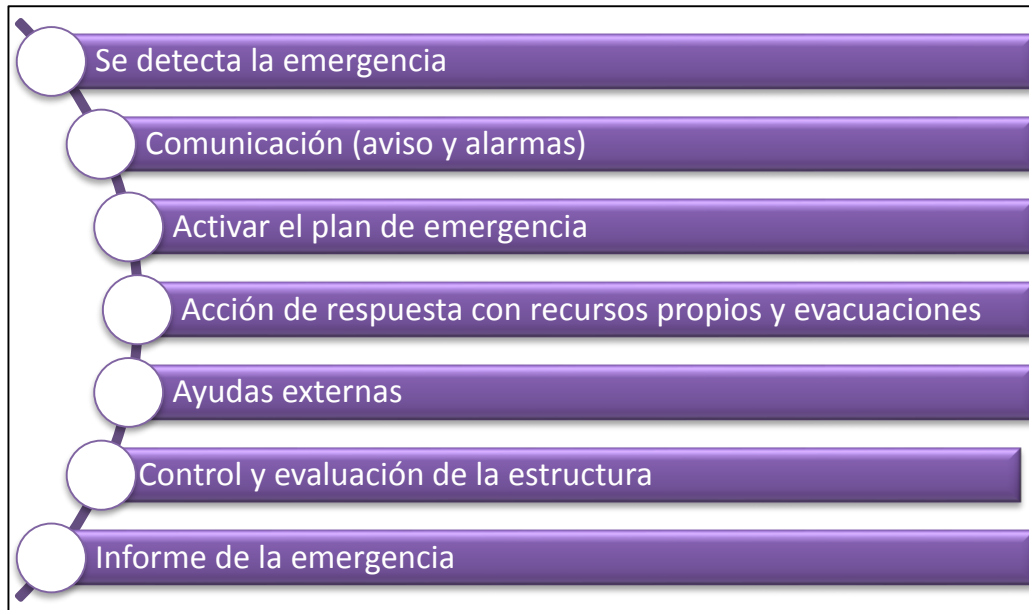 Se detecta la emergencia
Comunicación (aviso y alarmas)
Activar el plan de emergencia
Acción de respuesta con recursos propios y evacuaciones
Ayudas externas
Control y evaluación de la estructura
Informe de la emergencia